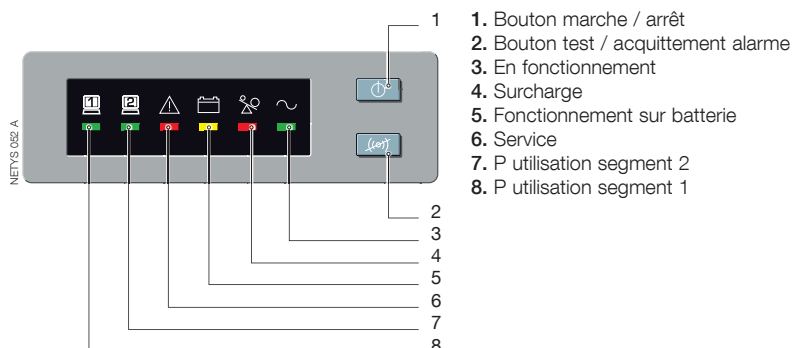 1
2
3
4
5
6
7
8
1. Bouton marche / arrêt
2. Bouton test / acquittement alarme
3. En fonctionnement
4. Surcharge
5. Fonctionnement sur batterie
6. Service
7. P utilisation segment 2
8. P utilisation segment 1
NETYS 052 A
1
2